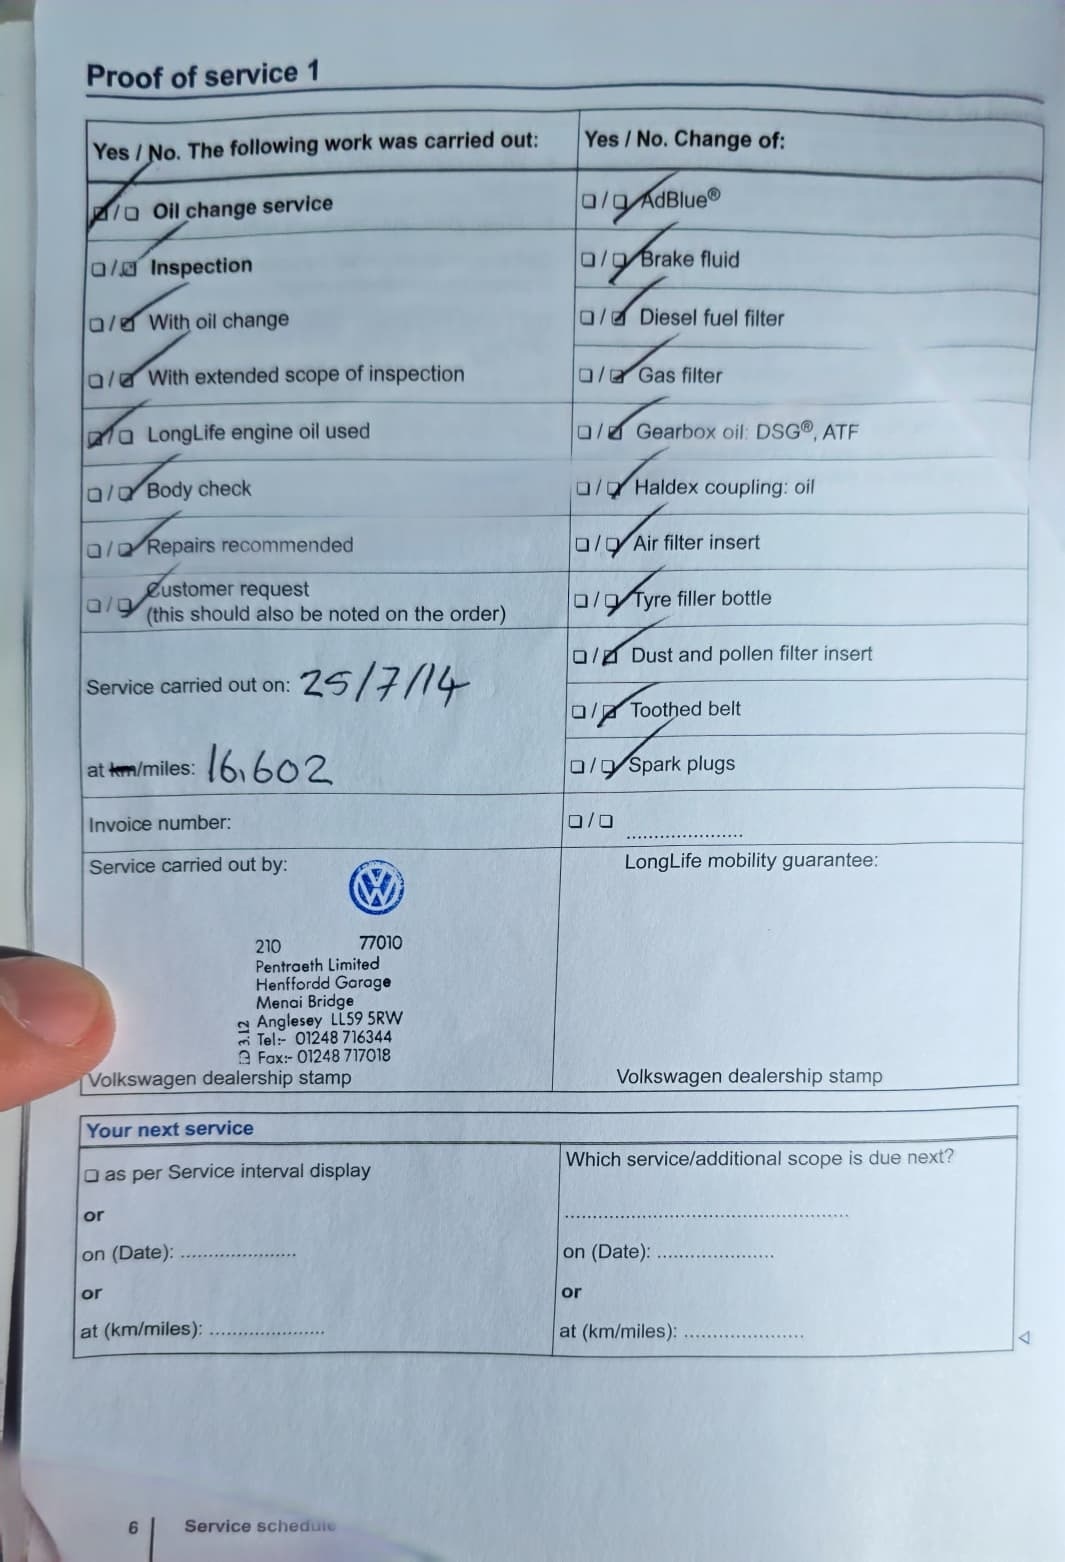 Proof of service 1
Yes / No. The following work was carried out:
❏/❏ Oil change service
❏/❏ Inspection
❏/❏ With oil change
❏/❏ With extended scope of inspection
❏/❏ LongLife engine oil used
❏/❏ Body check
❏/❏ Repairs recommended
❏/❏ Customer request
(this should also be noted on the order)
Service carried out on: 25/7/14
at km/miles: 16,602
Invoice number:
Service carried out by:
210 77010
Pentraeth Limited
Henffordd Garage
Menai Bridge
Anglesey LL59 5RW
Tel:- 01248 716344
Fax:- 01248 717018
3.12
Volkswagen dealership stamp
Yes / No. Change of:
❏/❏ AdBlue®
❏/❏ Brake fluid
❏/❏ Diesel fuel filter
❏/❏ Gas filter
❏/❏ Gearbox oil: DSG®, ATF
❏/❏ Haldex coupling: oil
❏/❏ Air filter insert
❏/❏ Tyre filler bottle
❏/❏ Dust and pollen filter insert
❏/❏ Toothed belt
❏/❏ Spark plugs
❏/❏ .....................
LongLife mobility guarantee:
Volkswagen dealership stamp
Your next service
❏ as per Service interval display
or
on (Date): .....................
or
at (km/miles): .....................
Which service/additional scope is due next?
.....................................................
on (Date): .....................
or
at (km/miles): .....................
6 Service schedule